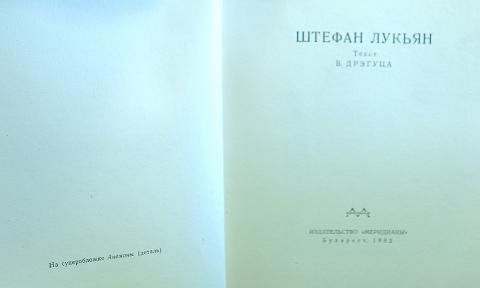 На суперобложке Анемоны (деталь)
ШТЕФАН ЛУКЬЯН
Текст
В. ДРЭГУЦА
ИЗДАТЕЛЬСТВО «МЕРИДИАНЫ»
Бухарест, 1962